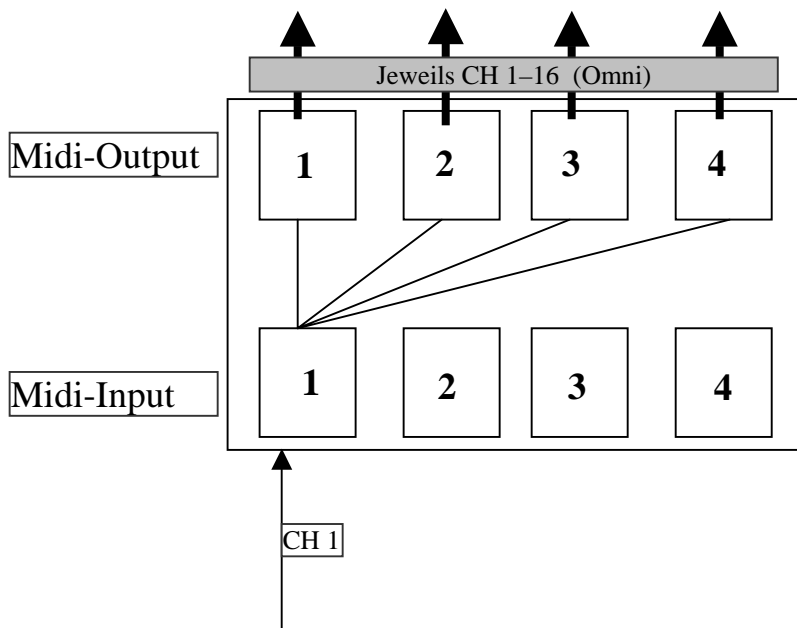 Jeweils CH 1–16 (Omni)
Midi-Output
1 2 3 4
Midi-Input
1 2 3 4
CH 1